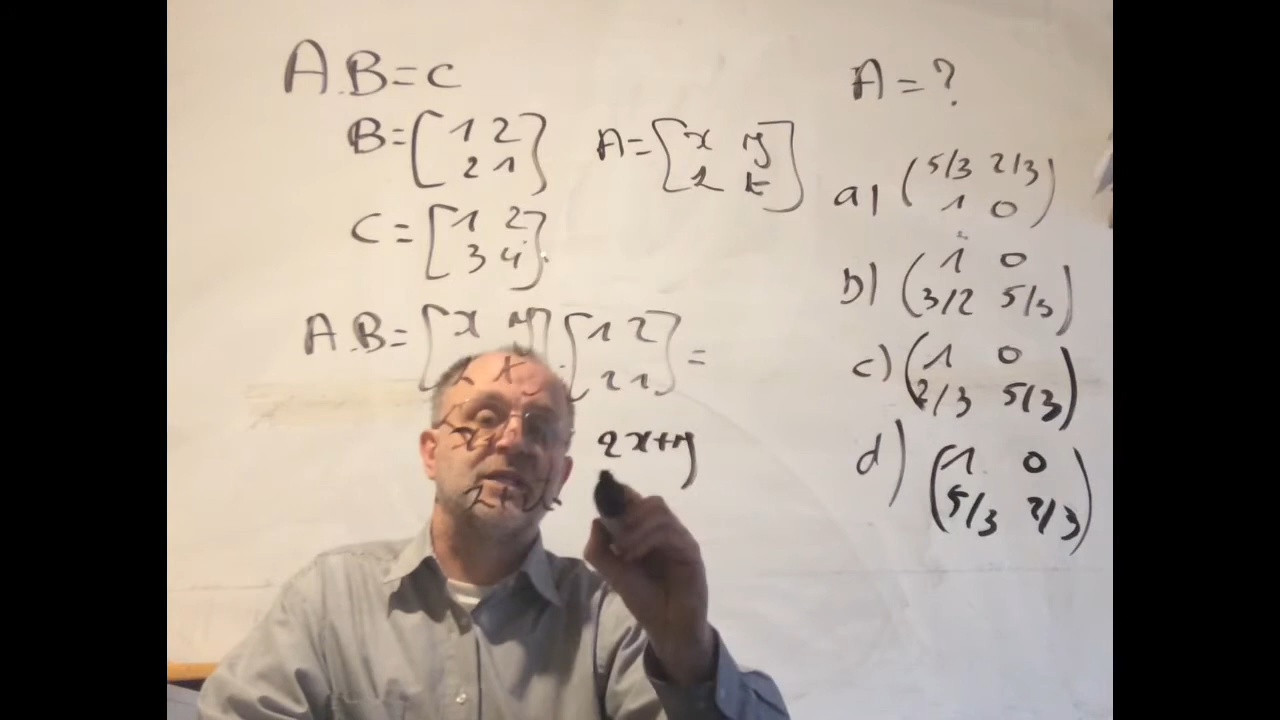 A.B=C
B=[1 2
2 1]
C=[1 2
3 4]
A=[x y
z t]
A.B=[x y
z t].[1 2
2 1]=
2x+y
A=?
a) (5/3 2/3
1 0)
b) (1 0
3/2 5/3)
c) (1 0
2/3 5/3)
d) (1 0
5/3 2/3)